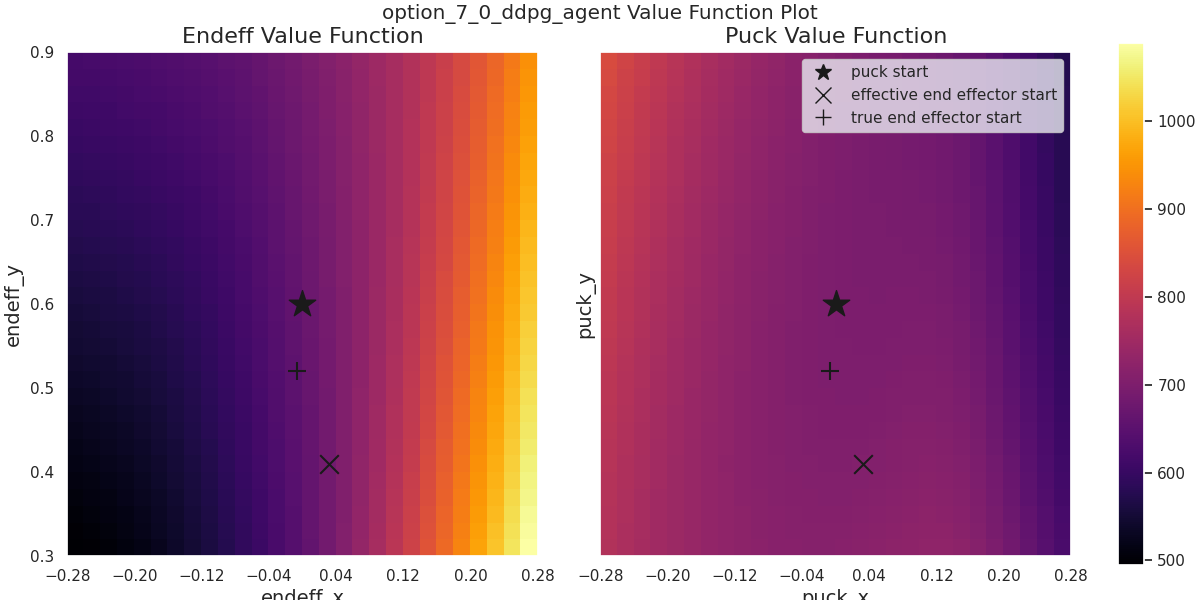 option_7_0_ddpg_agent Value Function Plot
Endeff Value Function
0.9
0.8
0.7
0.6
0.5
0.4
0.3
endeff_y
−0.28 −0.20 −0.12 −0.04 0.04 0.12 0.20 0.28
endeff_x
Puck Value Function
puck start
effective end effector start
true end effector start
puck_y
−0.28 −0.20 −0.12 −0.04 0.04 0.12 0.20 0.28
puck_x
1000
900
800
700
600
500